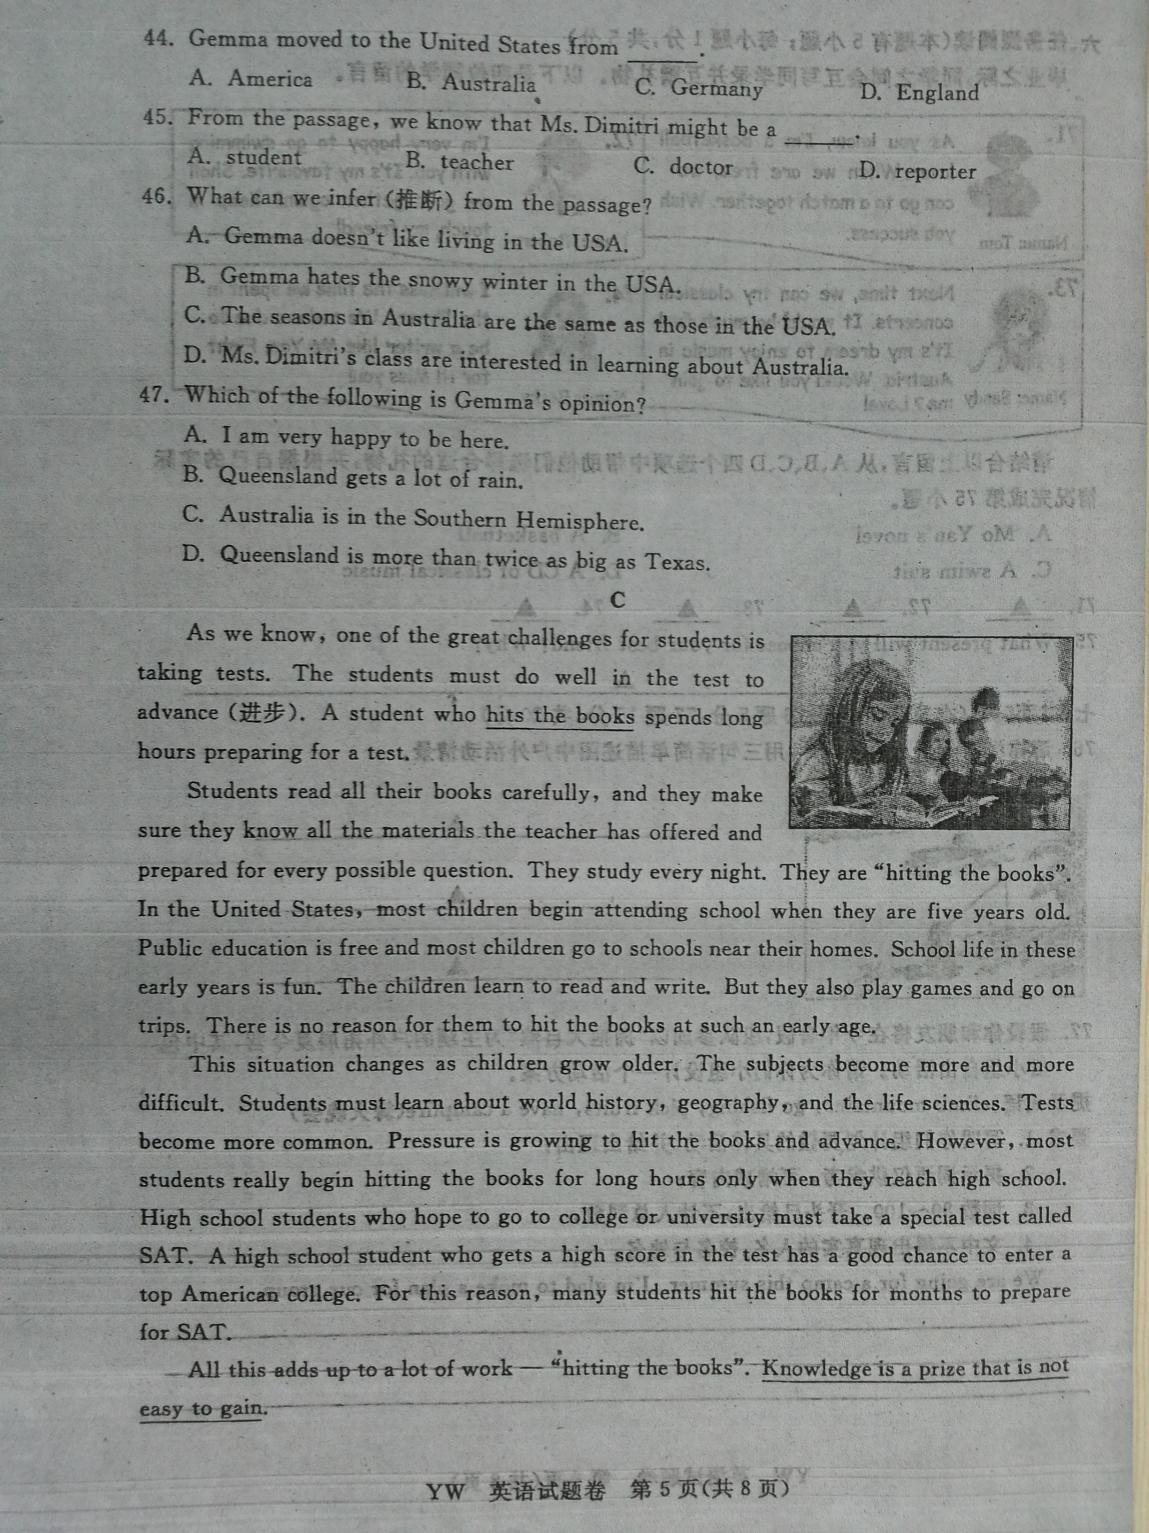 44. Gemma moved to the United States from ______.
A. America B. Australia C. Germany D. England
45. From the passage, we know that Ms. Dimitri might be a ______.
A. student B. teacher C. doctor D. reporter
46. What can we infer (推断) from the passage?
A. Gemma doesn't like living in the USA.
B. Gemma hates the snowy winter in the USA.
C. The seasons in Australia are the same as those in the USA.
D. Ms. Dimitri's class are interested in learning about Australia.
47. Which of the following is Gemma's opinion?
A. I am very happy to be here.
B. Queensland gets a lot of rain.
C. Australia is in the Southern Hemisphere.
D. Queensland is more than twice as big as Texas.
C
As we know, one of the great challenges for students is
taking tests. The students must do well in the test to
advance (进步). A student who hits the books spends long
hours preparing for a test.
Students read all their books carefully, and they make
sure they know all the materials the teacher has offered and
prepared for every possible question. They study every night. They are “hitting the books”.
In the United States, most children begin attending school when they are five years old.
Public education is free and most children go to schools near their homes. School life in these
early years is fun. The children learn to read and write. But they also play games and go on
trips. There is no reason for them to hit the books at such an early age.
This situation changes as children grow older. The subjects become more and more
difficult. Students must learn about world history, geography, and the life sciences. Tests
become more common. Pressure is growing to hit the books and advance. However, most
students really begin hitting the books for long hours only when they reach high school.
High school students who hope to go to college or university must take a special test called
SAT. A high school student who gets a high score in the test has a good chance to enter a
top American college. For this reason, many students hit the books for months to prepare
for SAT.
All this adds up to a lot of work — “hitting the books”. Knowledge is a prize that is not
easy to gain.
YW 英语试题卷 第 5 页(共 8 页)